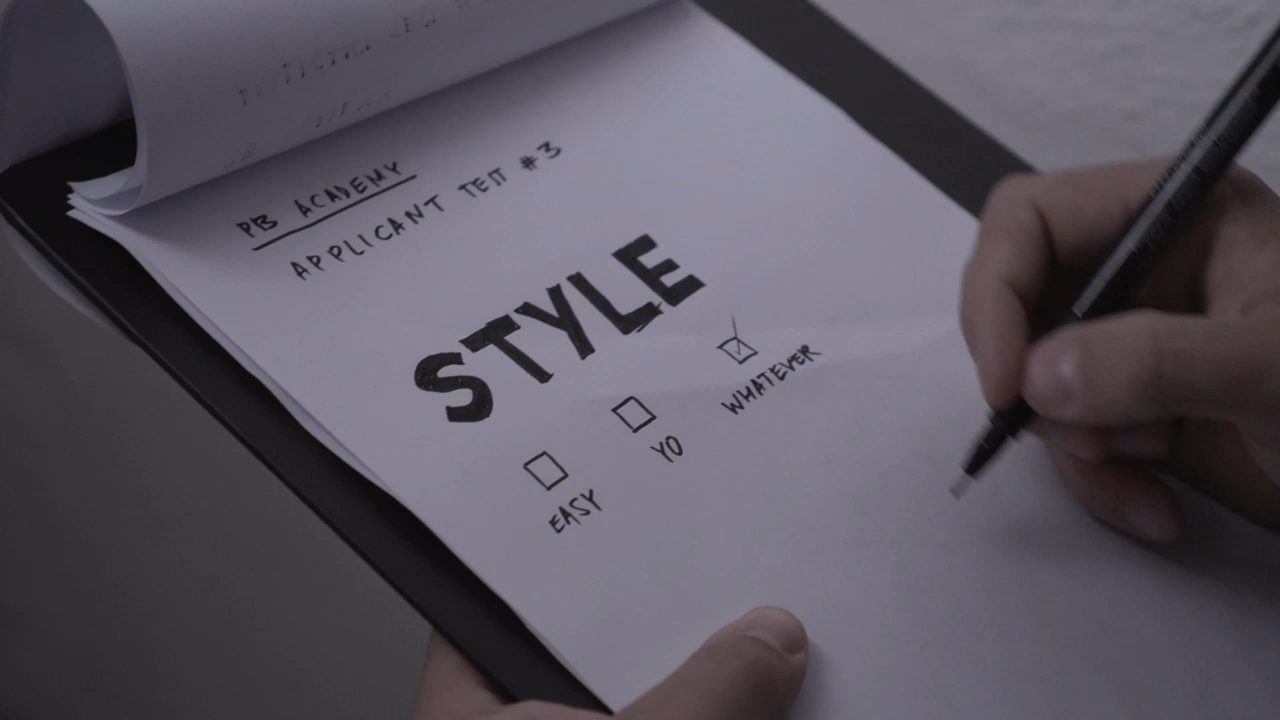 PB ACADEMY
APPLICANT TEST #3
STYLE
EASY
YO
WHATEVER